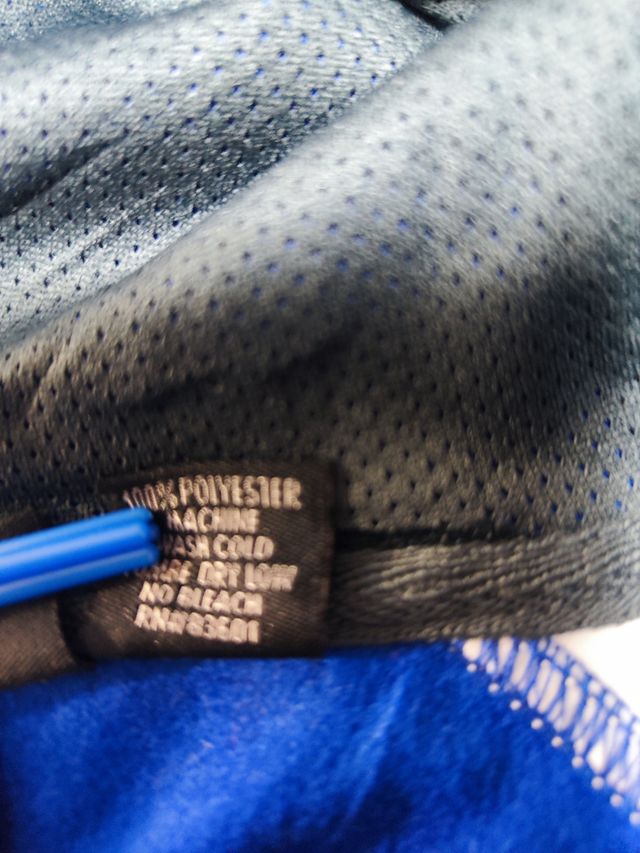 100% POLYESTER
MACHINE
WASH COLD
DRY LOW
NO BLEACH